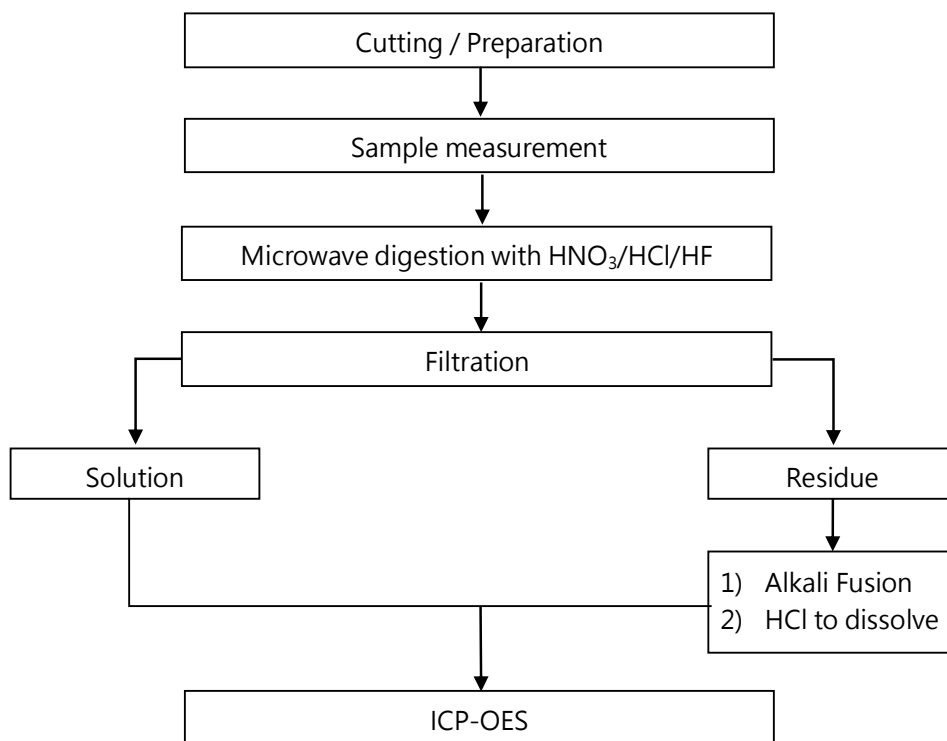 Cutting / Preparation
Sample measurement
Microwave digestion with HNO₃/HCl/HF
Filtration
Solution
Residue
1) Alkali Fusion
2) HCl to dissolve
ICP-OES